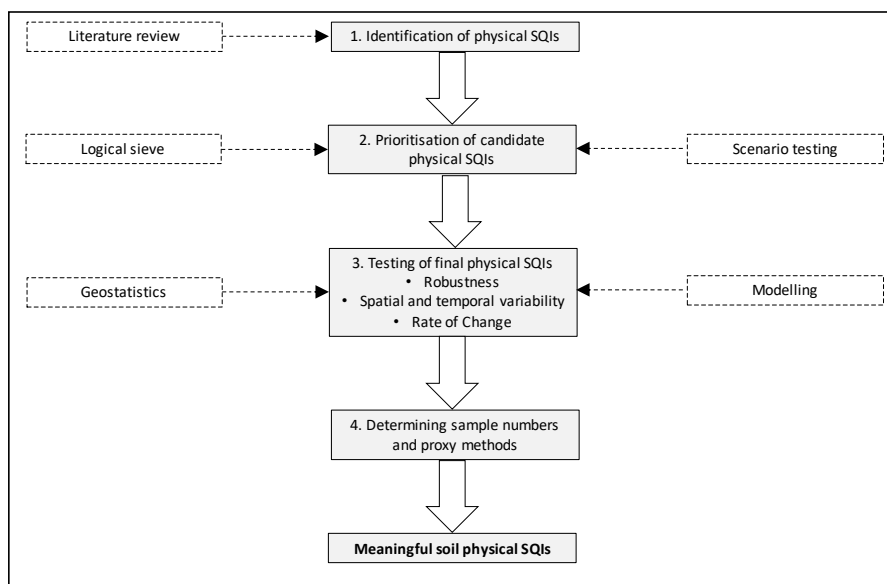 Literature review
1. Identification of physical SQIs
Logical sieve
2. Prioritisation of candidate
physical SQIs
Scenario testing
Geostatistics
3. Testing of final physical SQIs
• Robustness
• Spatial and temporal variability
• Rate of Change
Modelling
4. Determining sample numbers
and proxy methods
Meaningful soil physical SQIs